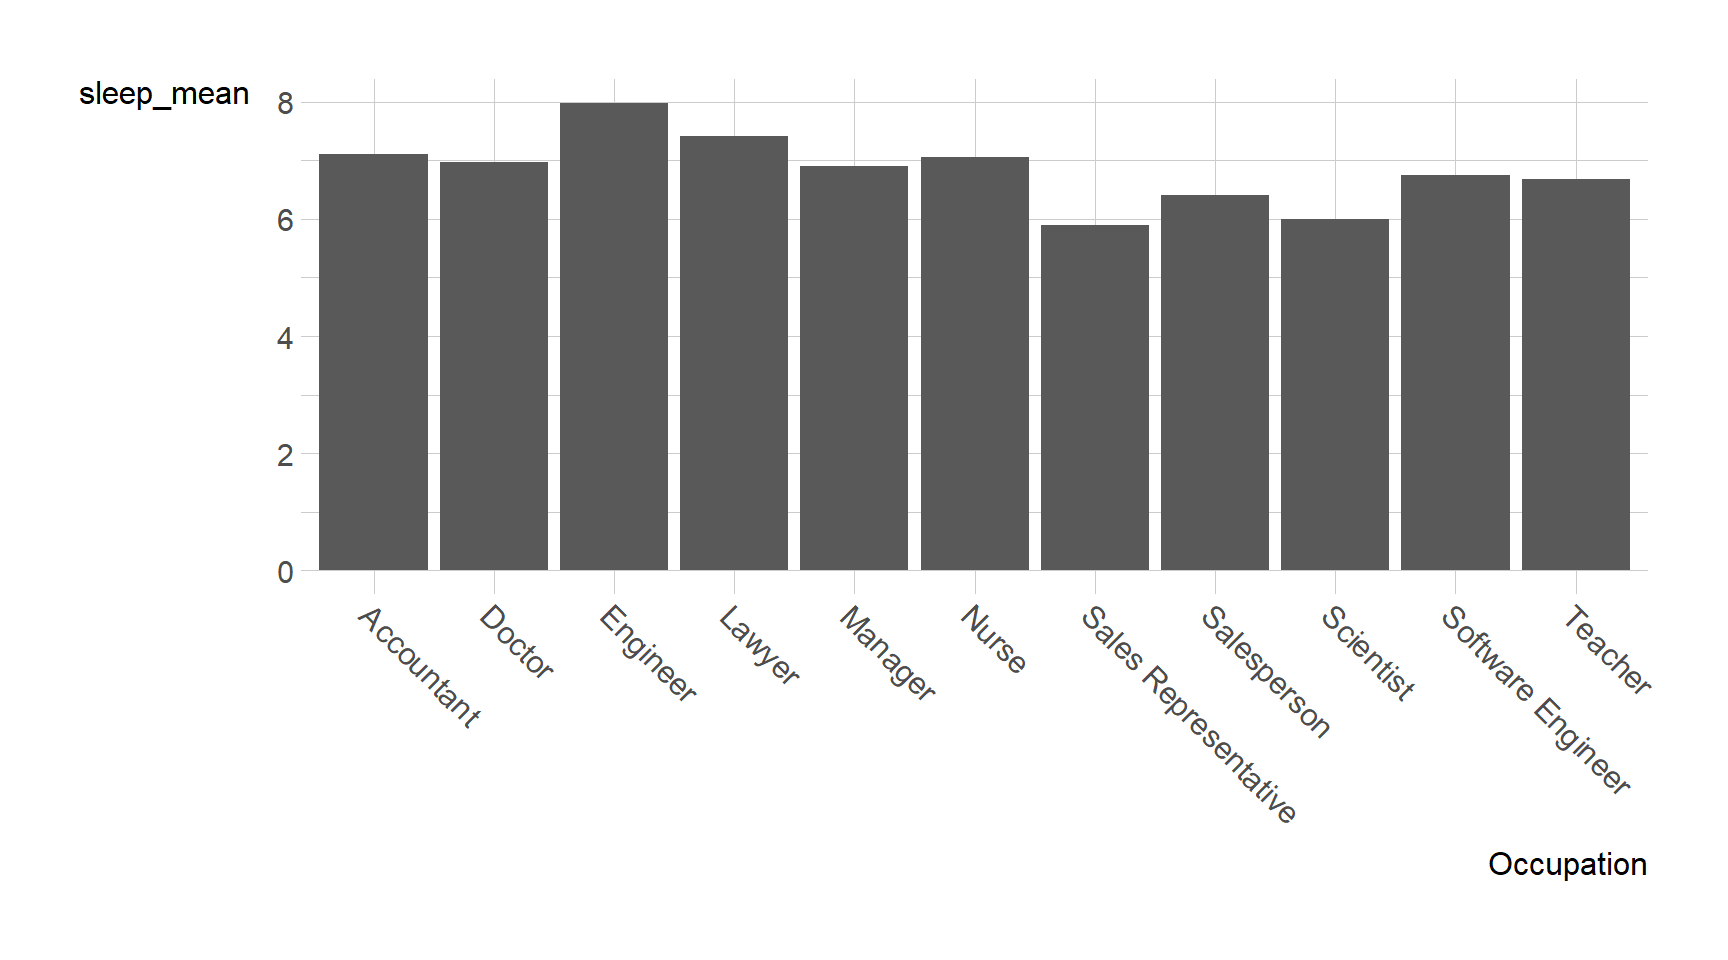 sleep_mean
8
6
4
2
0
Accountant
Doctor
Engineer
Lawyer
Manager
Nurse
Sales Representative
Salesperson
Scientist
Software Engineer
Teacher
Occupation